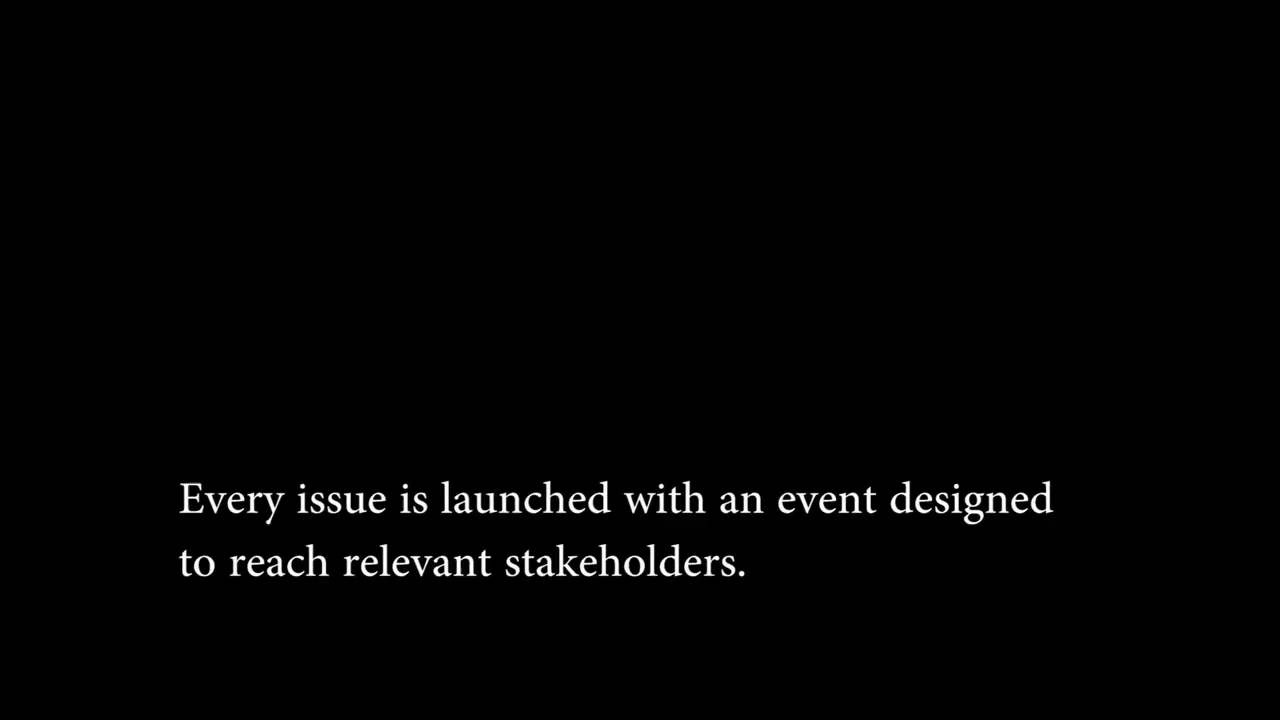 Every issue is launched with an event designed
to reach relevant stakeholders.